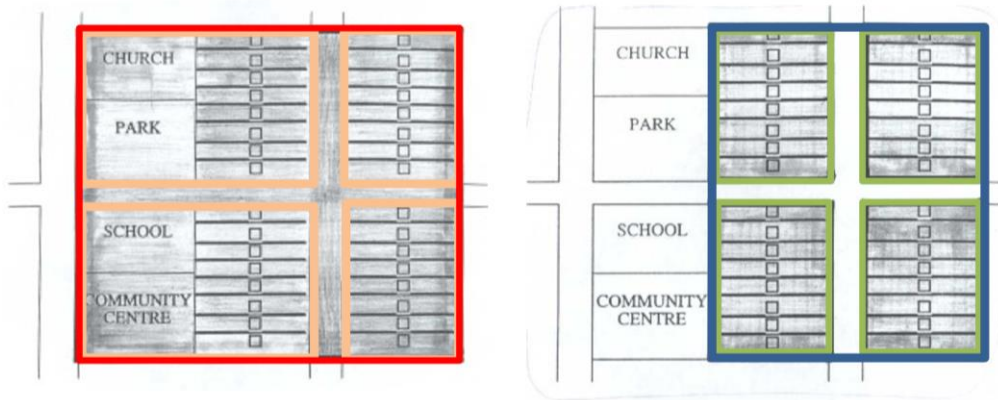 CHURCH
PARK
SCHOOL
COMMUNITY
CENTRE
CHURCH
PARK
SCHOOL
COMMUNITY
CENTRE